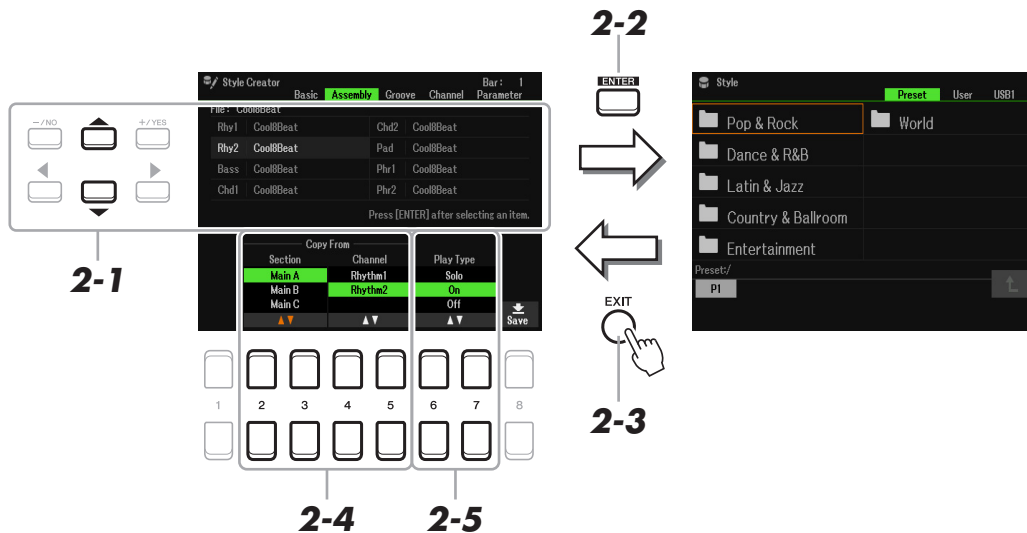 2-2
ENTER
Style Creator Bar : 1
Basic Assembly Groove Channel Parameter
File : Cool8Beat
Rhy1 Cool8Beat Chd2 Cool8Beat
Rhy2 Cool8Beat Pad Cool8Beat
Bass Cool8Beat Phr1 Cool8Beat
Chd1 Cool8Beat Phr2 Cool8Beat
Press [ENTER] after selecting an item.
-/NO +/YES
2-1
Copy From
Section Channel Play Type
Main A Rhythm1 Solo
Main B Rhythm2 On
Main C Off
Save
1 2 3 4 5 6 7 8
2-4 2-5
EXIT
2-3
Style
Preset User USB1
Pop & Rock World
Dance & R&B
Latin & Jazz
Country & Ballroom
Entertainment
Preset:/
P1